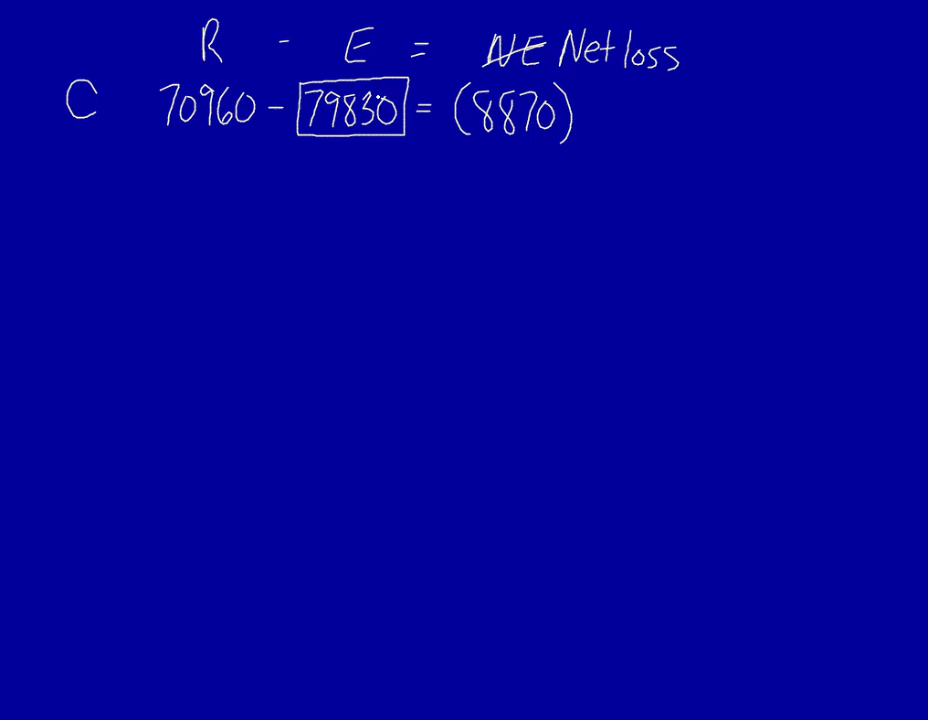 R - E = NE Net loss
C 70960 - 79830 = (8870)